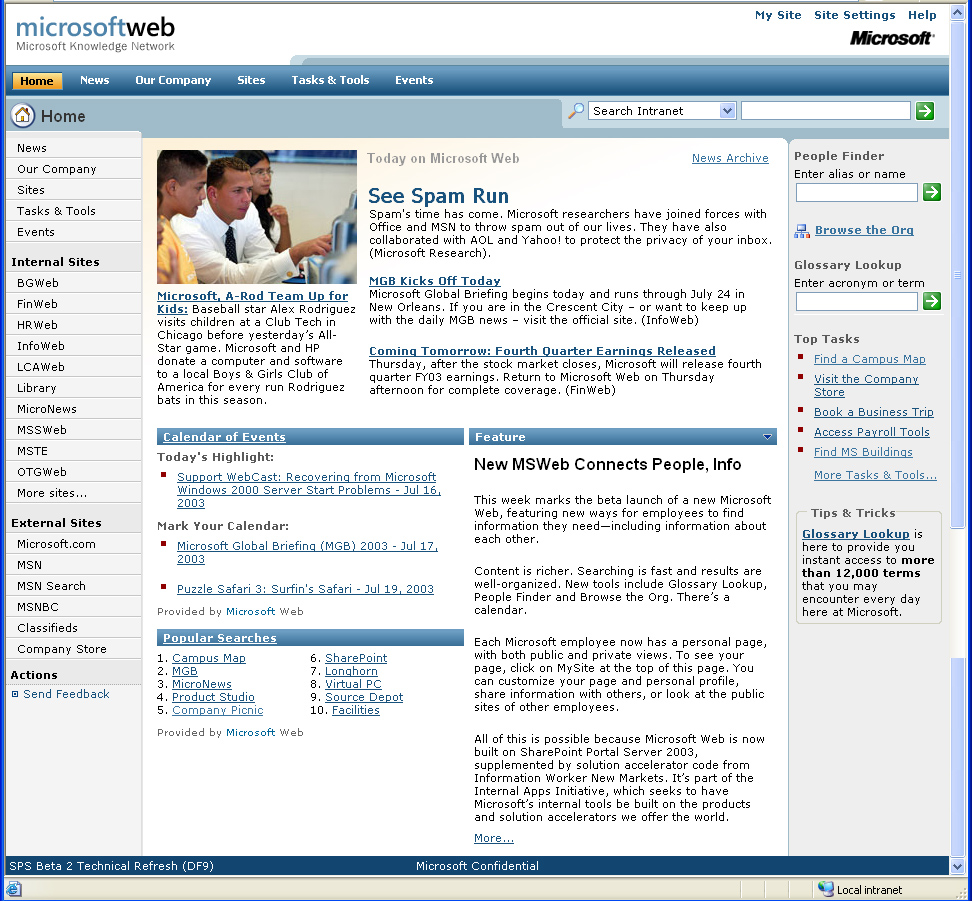 microsoftweb
Microsoft Knowledge Network
My Site Site Settings Help
Microsoft
Home News Our Company Sites Tasks & Tools Events
Home
Search Intranet
News
Our Company
Sites
Tasks & Tools
Events
Internal Sites
BGWeb
FinWeb
HRWeb
InfoWeb
LCAWeb
Library
MicroNews
MSSWeb
MSTE
OTGWeb
More sites...
External Sites
Microsoft.com
MSN
MSN Search
MSNBC
Classifieds
Company Store
Actions
Send Feedback
Microsoft, A-Rod Team Up for
Kids: Baseball star Alex Rodriguez
visits children at a Club Tech in
Chicago before yesterday's All-
Star game. Microsoft and HP
donate a computer and software
to a local Boys & Girls Club of
America for every run Rodriguez
bats in this season.
Today on Microsoft Web
News Archive
See Spam Run
Spam's time has come. Microsoft researchers have joined forces with
Office and MSN to throw spam out of our lives. They have also
collaborated with AOL and Yahoo! to protect the privacy of your inbox.
(Microsoft Research).
MGB Kicks Off Today
Microsoft Global Briefing begins today and runs through July 24 in
New Orleans. If you are in the Crescent City – or want to keep up
with the daily MGB news – visit the official site. (InfoWeb)
Coming Tomorrow: Fourth Quarter Earnings Released
Thursday, after the stock market closes, Microsoft will release fourth
quarter FY03 earnings. Return to Microsoft Web on Thursday
afternoon for complete coverage. (FinWeb)
Calendar of Events
Today's Highlight:
Support WebCast: Recovering from Microsoft
Windows 2000 Server Start Problems - Jul 16,
2003
Mark Your Calendar:
Microsoft Global Briefing (MGB) 2003 - Jul 17,
2003
Puzzle Safari 3: Surfin's Safari - Jul 19, 2003
Provided by Microsoft Web
Popular Searches
1. Campus Map
2. MGB
3. MicroNews
4. Product Studio
5. Company Picnic
6. SharePoint
7. Longhorn
8. Virtual PC
9. Source Depot
10. Facilities
Provided by Microsoft Web
Feature
New MSWeb Connects People, Info
This week marks the beta launch of a new Microsoft
Web, featuring new ways for employees to find
information they need—including information about
each other.
Content is richer. Searching is fast and results are
well-organized. New tools include Glossary Lookup,
People Finder and Browse the Org. There's a
calendar.
Each Microsoft employee now has a personal page,
with both public and private views. To see your
page, click on MySite at the top of this page. You
can customize your page and personal profile,
share information with others, or look at the public
sites of other employees.
All of this is possible because Microsoft Web is now
built on SharePoint Portal Server 2003,
supplemented by solution accelerator code from
Information Worker New Markets. It's part of the
Internal Apps Initiative, which seeks to have
Microsoft's internal tools be built on the products
and solution accelerators we offer the world.
More...
People Finder
Enter alias or name
Browse the Org
Glossary Lookup
Enter acronym or term
Top Tasks
Find a Campus Map
Visit the Company
Store
Book a Business Trip
Access Payroll Tools
Find MS Buildings
More Tasks & Tools...
Tips & Tricks
Glossary Lookup is
here to provide you
instant access to more
than 12,000 terms
that you may
encounter every day
here at Microsoft.
SPS Beta 2 Technical Refresh (DF9)
Microsoft Confidential
Local intranet